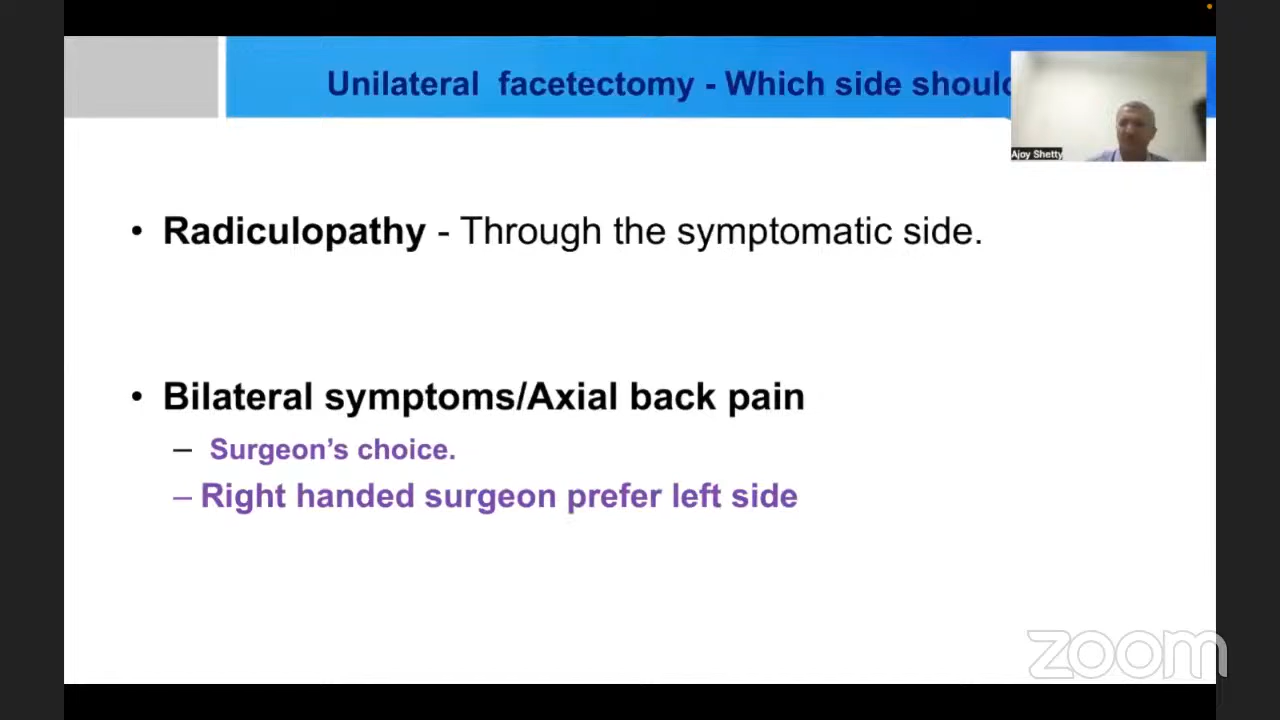 Unilateral facetectomy - Which side
Ajoy Shetty
• Radiculopathy - Through the symptomatic side.
• Bilateral symptoms/Axial back pain
– Surgeon’s choice.
– Right handed surgeon prefer left side
zoom